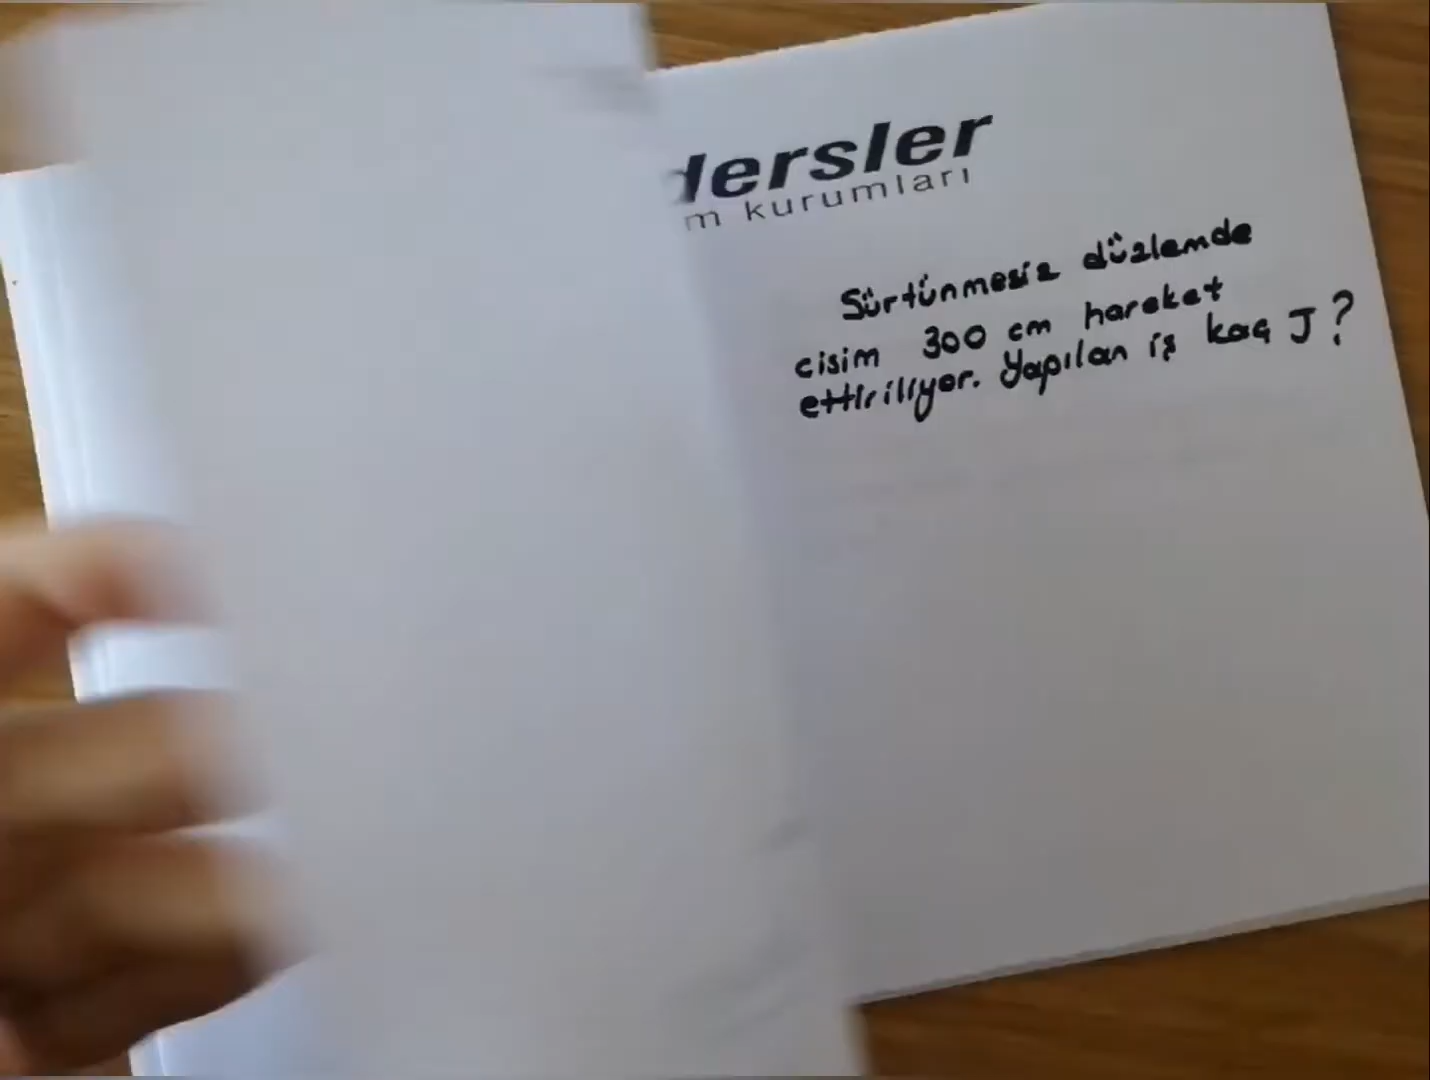 dersler
m kurumları
Sürtünmesiz düzlemde
cisim 300 cm hareket
ettiriliyor. Yapılan iş kaç J?